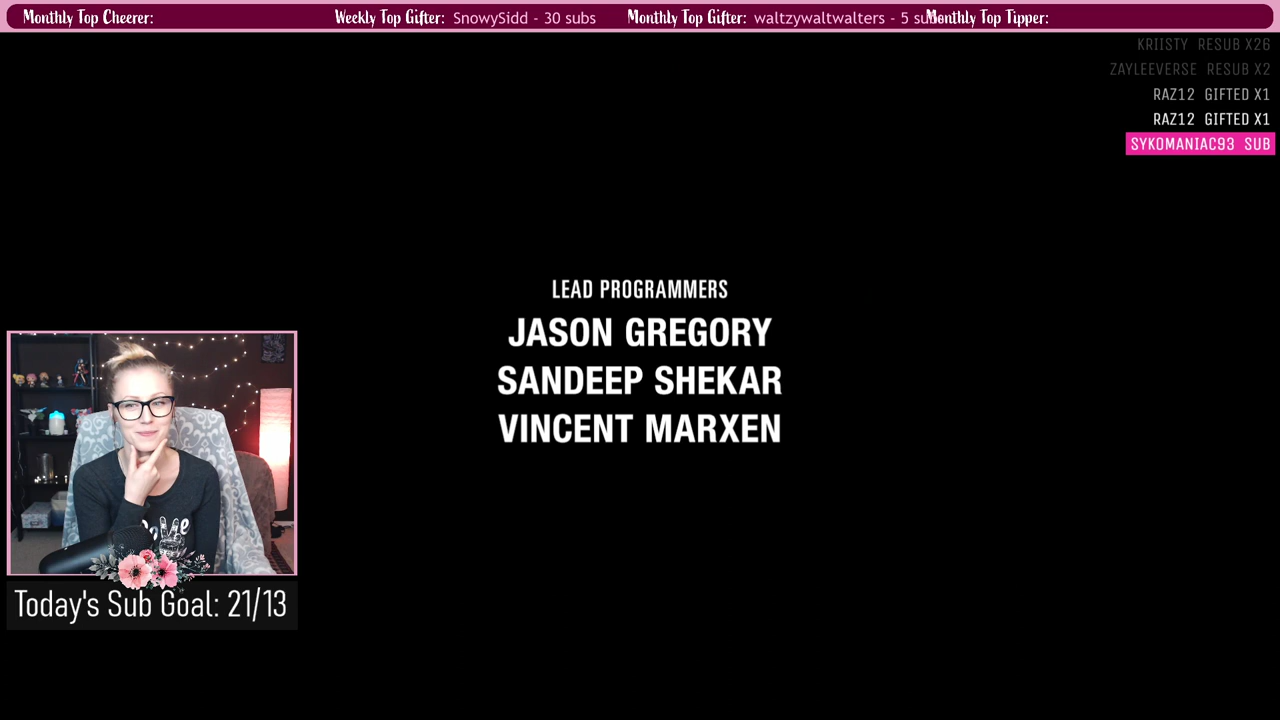 Monthly Top Cheerer:
Weekly Top Gifter: SnowySidd - 30 subs
Monthly Top Gifter: waltzywaltwalters - 5 su
Monthly Top Tipper:
KRIISTY RESUB X26
ZAYLEEVERSE RESUB X2
RAZ12 GIFTED X1
RAZ12 GIFTED X1
SYKOMANIAC93 SUB
LEAD PROGRAMMERS
JASON GREGORY
SANDEEP SHEKAR
VINCENT MARXEN
Today's Sub Goal: 21/13